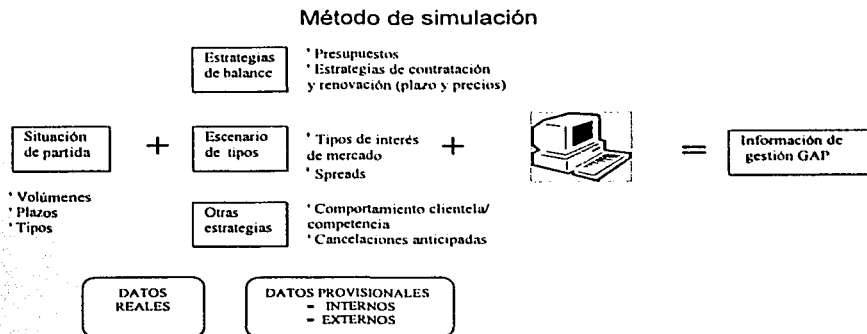 Método de simulación
Estrategias
de balance
' Presupuestos
' Estrategias de contratación
y renovación (plazo y precios)
Situación
de partida
+
Escenario
de tipos
' Tipos de interés
de mercado
' Spreads
+
=
Información de
gestión GAP
' Volúmenes
' Plazos
' Tipos
Otras
estrategias
' Comportamiento clientela/
competencia
' Cancelaciones anticipadas
DATOS
REALES
DATOS PROVISIONALES
- INTERNOS
- EXTERNOS